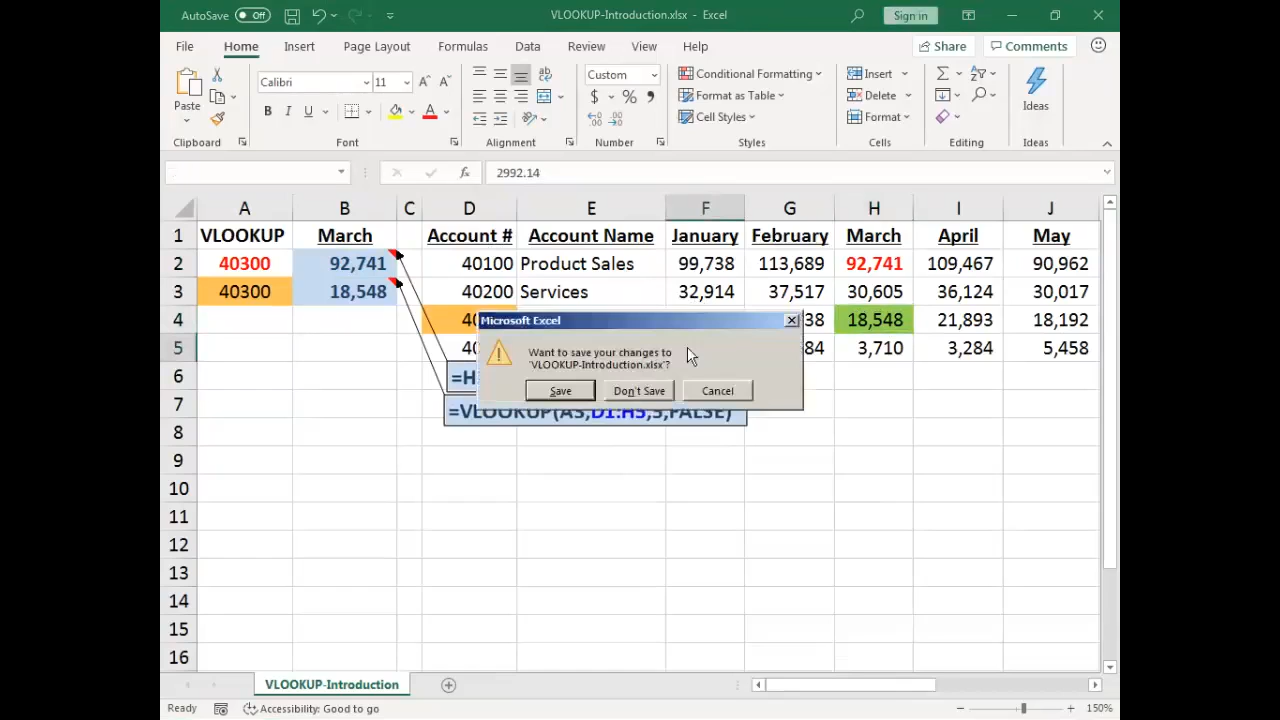 AutoSave Off VLOOKUP-Introduction.xlsx - Excel Sign in
File Home Insert Page Layout Formulas Data Review View Help Share Comments
Paste Calibri 11 A A ab Custom Conditional Formatting Insert Σ Ideas
B I U A $ % Format as Table Delete
Cell Styles Format
Clipboard Font Alignment Number Styles Cells Editing Ideas
fx 2992.14
A B C D E F G H I J
1 VLOOKUP March Account # Account Name January February March April May
2 40300 92,741 40100 Product Sales 99,738 113,689 92,741 109,467 90,962
3 40300 18,548 40200 Services 32,914 37,517 30,605 36,124 30,017
4 18,548 21,893 18,192
5 3,710 3,284 5,458
Microsoft Excel
Want to save your changes to
'VLOOKUP-Introduction.xlsx'?
Save Don't Save Cancel
6
7 =VLOOKUP(A3,D1:H5,5,FALSE)
8
9
10
11
12
13
14
15
16
VLOOKUP-Introduction
Ready Accessibility: Good to go 150%